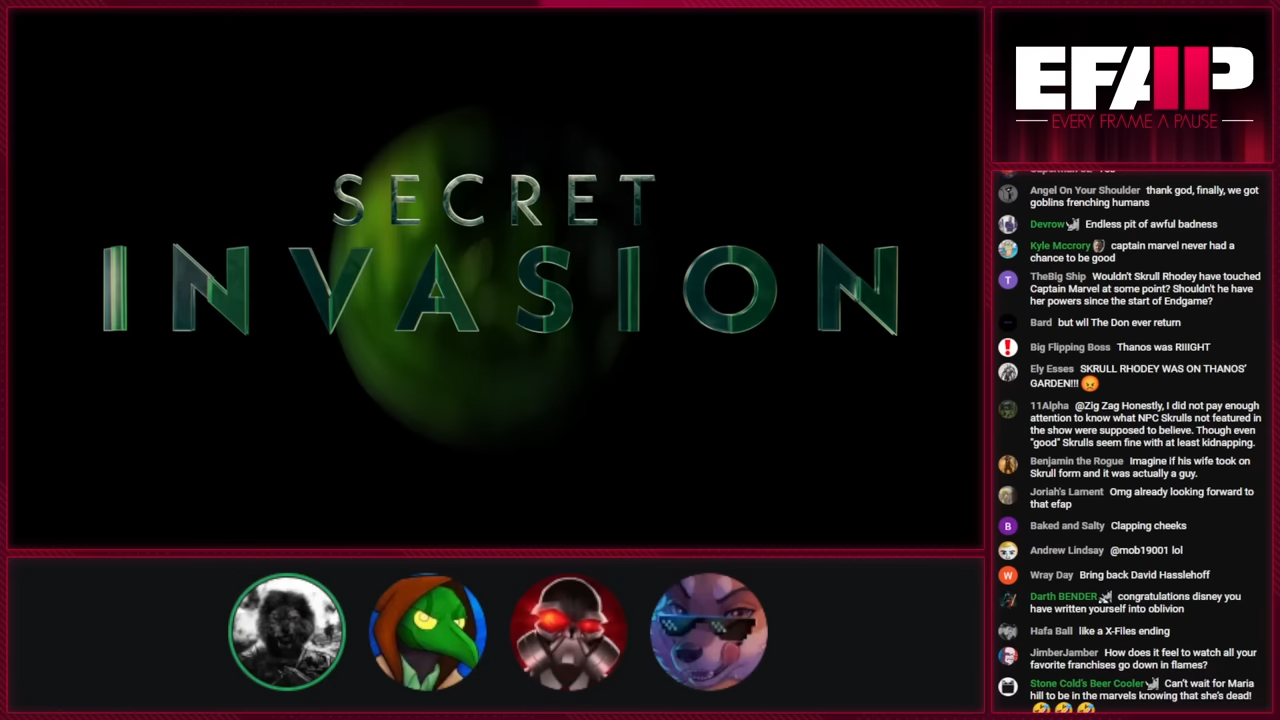 SECRET
INVASION
EFAP
EVERY FRAME A PAUSE
Angel On Your Shoulder thank god, finally, we got
goblins frenching humans
Devrow Endless pit of awful badness
Kyle Mccrory captain marvel never had a
chance to be good
T
TheBig Ship Wouldn't Skrull Rhodey have touched
Captain Marvel at some point? Shouldn't he have
her powers since the start of Endgame?
Bard but wll The Don ever return
Big Flipping Boss Thanos was RIIIGHT
Ely Esses SKRULL RHODEY WAS ON THANOS'
GARDEN!!! 😡
11Alpha @Zig Zag Honestly, I did not pay enough
attention to know what NPC Skrulls not featured in
the show were supposed to believe. Though even
"good" Skrulls seem fine with at least kidnapping.
Benjamin the Rogue Imagine if his wife took on
Skrull form and it was actually a guy.
Joriah's Lament Omg already looking forward to
that efap
B
Baked and Salty Clapping cheeks
Andrew Lindsay @mob19001 lol
W
Wray Day Bring back David Hasslehoff
Darth BENDER congratulations disney you
have written yourself into oblivion
Hafa Ball like a X-Files ending
JimberJamber How does it feel to watch all your
favorite franchises go down in flames?
Stone Cold's Beer Cooler Can't wait for Maria
hill to be in the marvels knowing that she's dead!
🤣🤣🤣